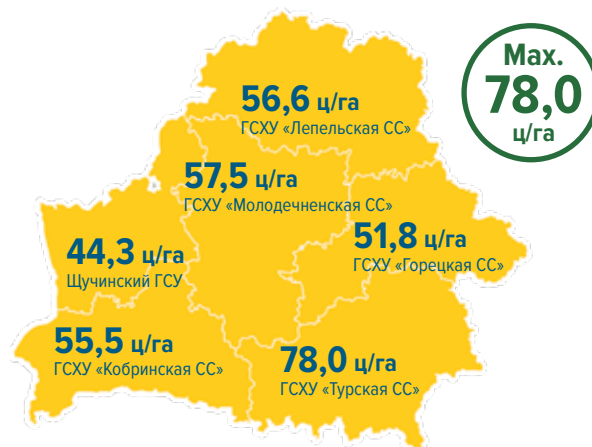 Max.
78,0
ц/га
56,6 ц/га
ГСХУ «Лепельская СС»
57,5 ц/га
ГСХУ «Молодечненская СС»
51,8 ц/га
ГСХУ «Горецкая СС»
44,3 ц/га
Щучинский ГСУ
55,5 ц/га
ГСХУ «Кобринская СС»
78,0 ц/га
ГСХУ «Турская СС»